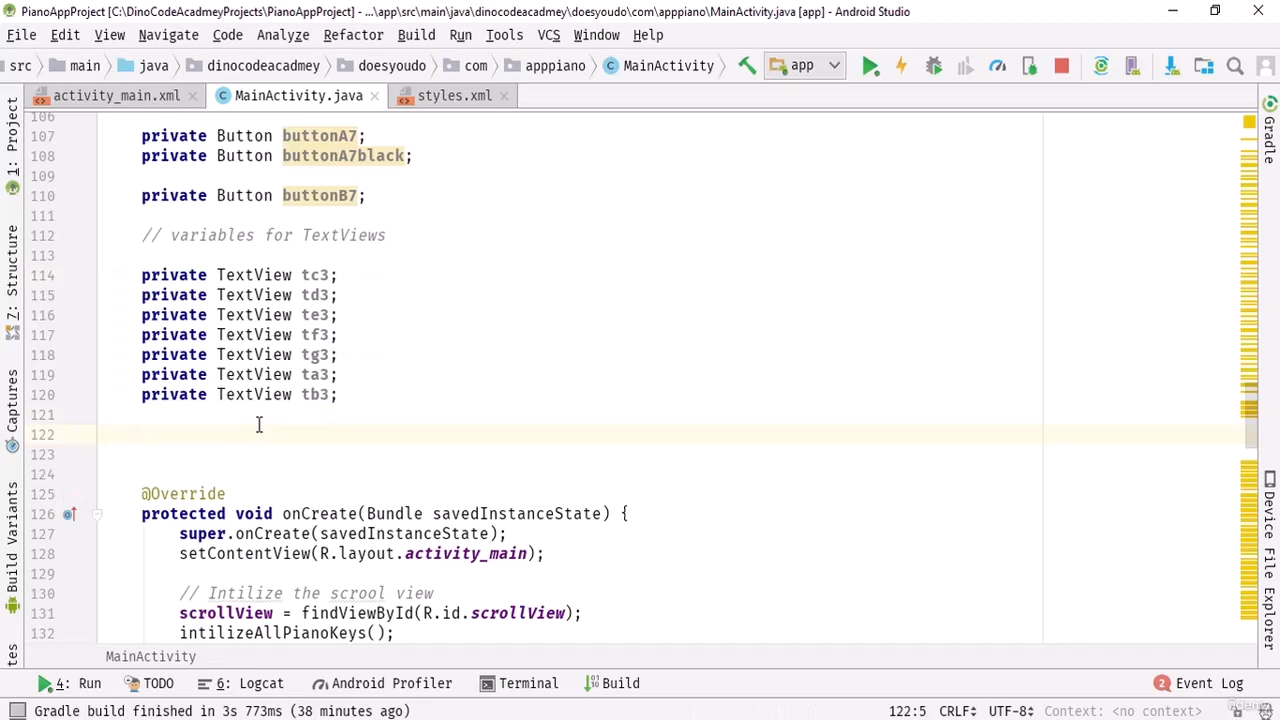 PianoAppProject [C:\DinoCodeAcadmeyProjects\PianoAppProject] - ...\app\src\main\java\dinocodeacadmey\doesyoudo\com\apppiano\MainActivity.java [app] - Android Studio
File Edit View Navigate Code Analyze Refactor Build Run Tools VCS Window Help
src main java dinocodeacadmey doesyoudo com apppiano MainActivity app
activity_main.xml MainActivity.java styles.xml
1: Project
Z: Structure
Captures
Build Variants
Gradle
Device File Explorer
106
107 private Button buttonA7;
108 private Button buttonA7black;
109
110 private Button buttonB7;
111
112 // variables for TextViews
113
114 private TextView tc3;
115 private TextView td3;
116 private TextView te3;
117 private TextView tf3;
118 private TextView tg3;
119 private TextView ta3;
120 private TextView tb3;
121
122
123
124
125 @Override
126 protected void onCreate(Bundle savedInstanceState) {
127 super.onCreate(savedInstanceState);
128 setContentView(R.layout.activity_main);
129
130 // Intilize the scrool view
131 scrollView = findViewById(R.id.scrollView);
132 intilizeAllPianoKeys();
MainActivity
4: Run TODO 6: Logcat Android Profiler Terminal Build 2 Event Log
Gradle build finished in 3s 773ms (38 minutes ago) 122:5 CRLF UTF-8 Context: <no context>